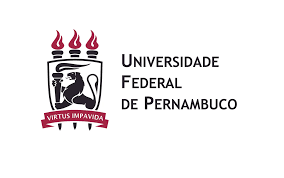 UNIVERSIDADE
FEDERAL
DE PERNAMBUCO
VIRTUS IMPAVIDA